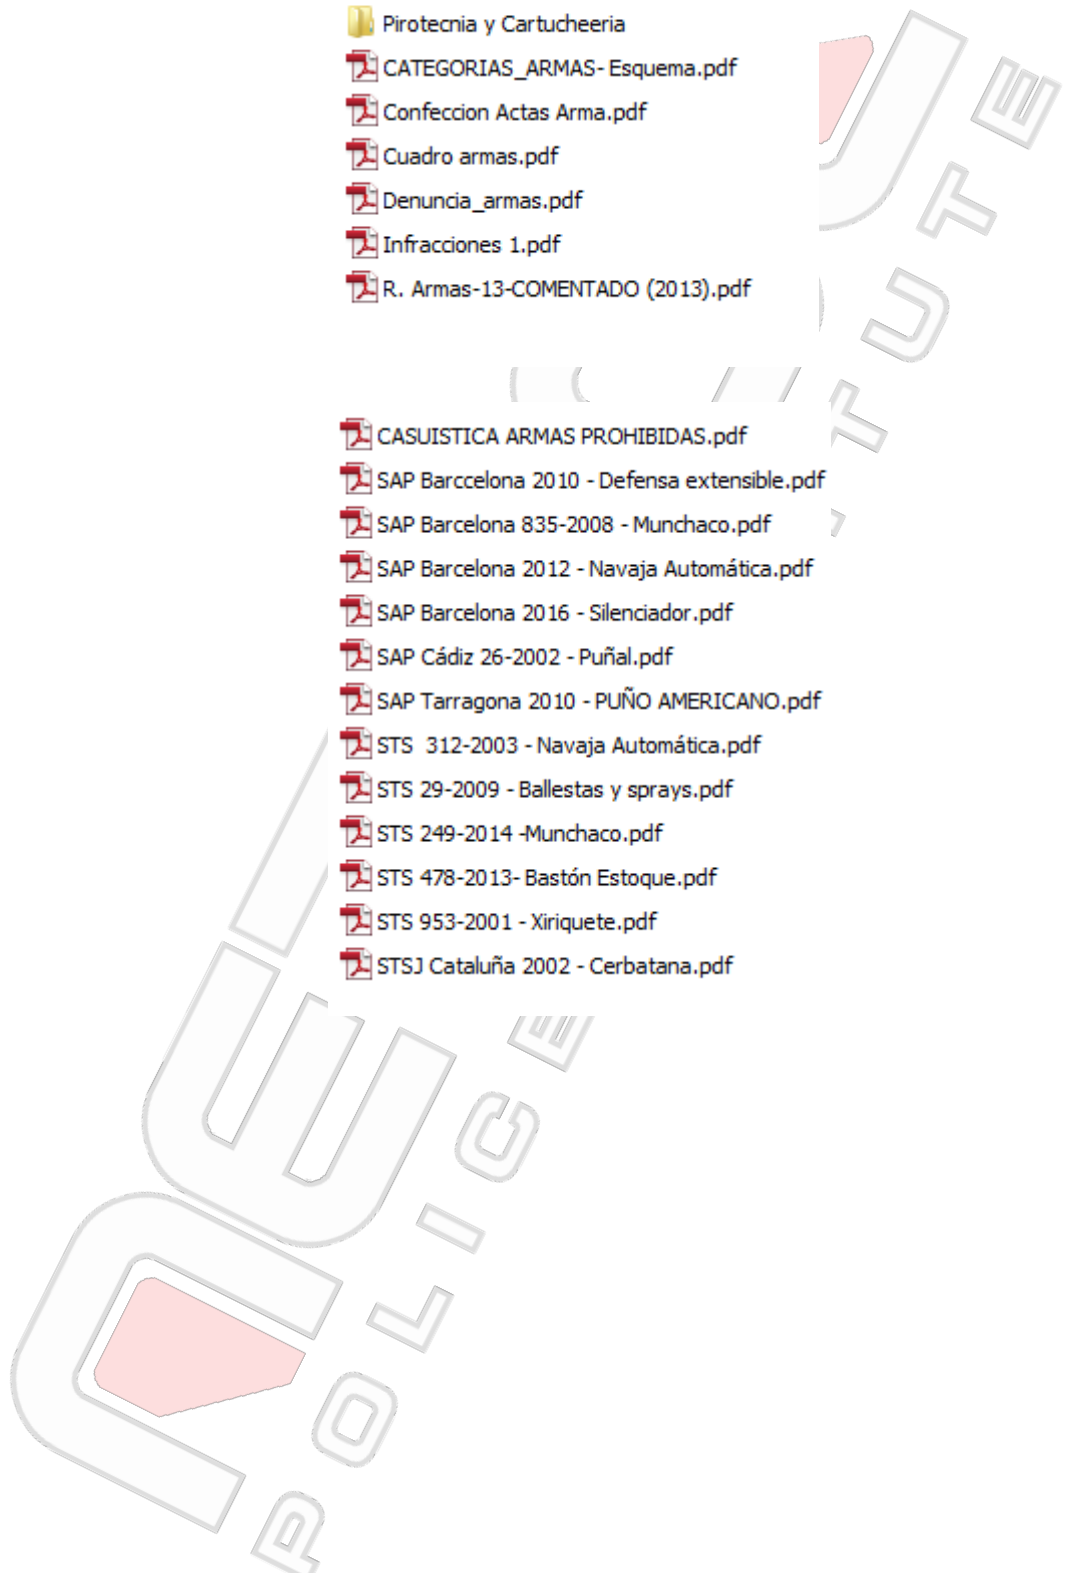 Pirotecnia y Cartucheeria
CATEGORIAS_ARMAS- Esquema.pdf
Confeccion Actas Arma.pdf
Cuadro armas.pdf
Denuncia_armas.pdf
Infracciones 1.pdf
R. Armas-13-COMENTADO (2013).pdf
CASUISTICA ARMAS PROHIBIDAS.pdf
SAP Barccelona 2010 - Defensa extensible.pdf
SAP Barcelona 835-2008 - Munchaco.pdf
SAP Barcelona 2012 - Navaja Automática.pdf
SAP Barcelona 2016 - Silenciador.pdf
SAP Cádiz 26-2002 - Puñal.pdf
SAP Tarragona 2010 - PUÑO AMERICANO.pdf
STS  312-2003 - Navaja Automática.pdf
STS 29-2009 - Ballestas y sprays.pdf
STS 249-2014 -Munchaco.pdf
STS 478-2013- Bastón Estoque.pdf
STS 953-2001 - Xiriquete.pdf
STSJ Cataluña 2002 - Cerbatana.pdf
POLICE